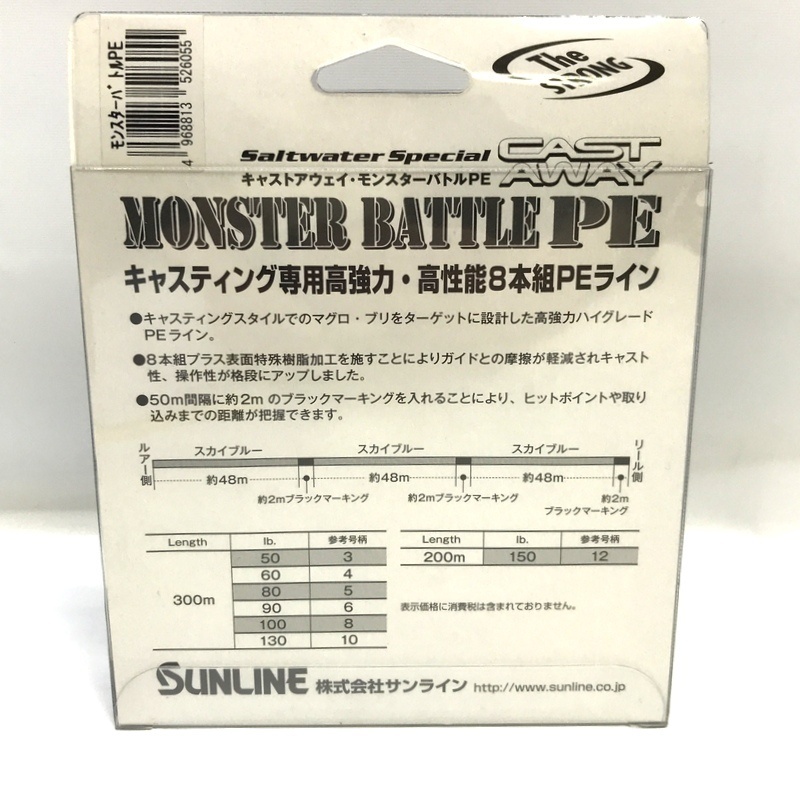 モンスターバトルPE
4 968813 526055
The STRONG
Saltwater Special CAST AWAY
キャストアウェイ・モンスターバトルPE
MONSTER BATTLE PE
キャスティング専用高強力・高性能8本組PEライン
●キャスティングスタイルでのマグロ・ブリをターゲットに設計した高強力ハイグレード
PEライン。
●8本組プラス表面特殊樹脂加工を施すことによりガイドとの摩擦が軽減されキャスト
性、操作性が格段にアップしました。
●50m間隔に約2mのブラックマーキングを入れることにより、ヒットポイントや取り
込みまでの距離が把握できます。
ルアー側
スカイブルー スカイブルー スカイブルー
リール側
約48m 約48m 約48m 約2m
約2mブラックマーキング 約2mブラックマーキング ブラックマーキング
Length lb. 参考号柄
300m
50 3
60 4
80 5
90 6
100 8
130 10
Length lb. 参考号柄
200m 150 12
表示価格に消費税は含まれておりません。
SUNLINE 株式会社サンライン http://www.sunline.co.jp